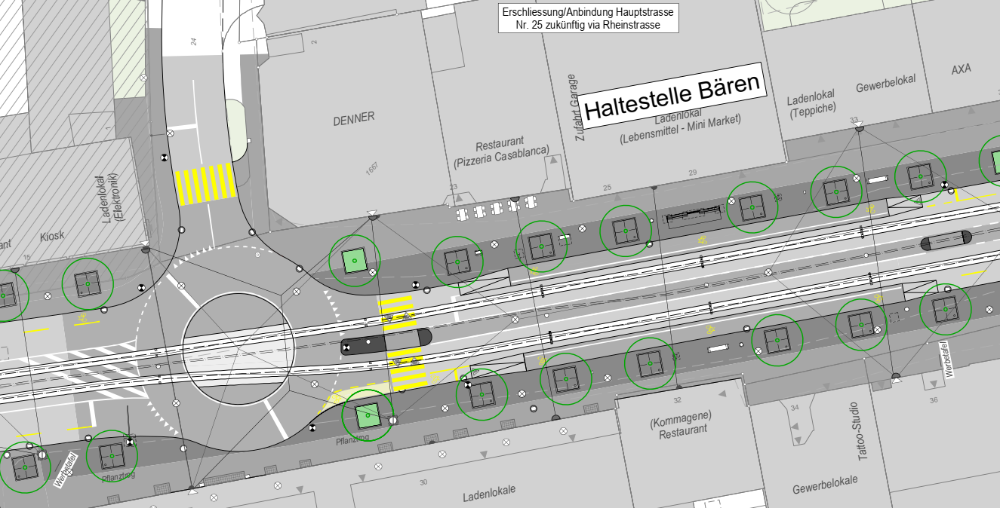 Erschliessung/Anbindung Hauptstrasse
Nr. 25 zukünftig via Rheinstrasse
24
2
DENNER
1667
Zufahrt Garage
Haltestelle Bären
Ladenlokal
(Lebensmittel - Mini Market)
Ladenlokal
(Teppiche)
Gewerbelokal
AXA
33
Restaurant
(Pizzeria Casablanca)
23
25
29
1
Ladenlokal
(Elektronik)
Kiosk
ant
15
Werbetafel
Pflanztrog
Pflanztrog
30
Ladenlokale
32
(Kommagene)
Restaurant
34
Tattoo-Studio
Gewerbelokale
36
Werbetafel